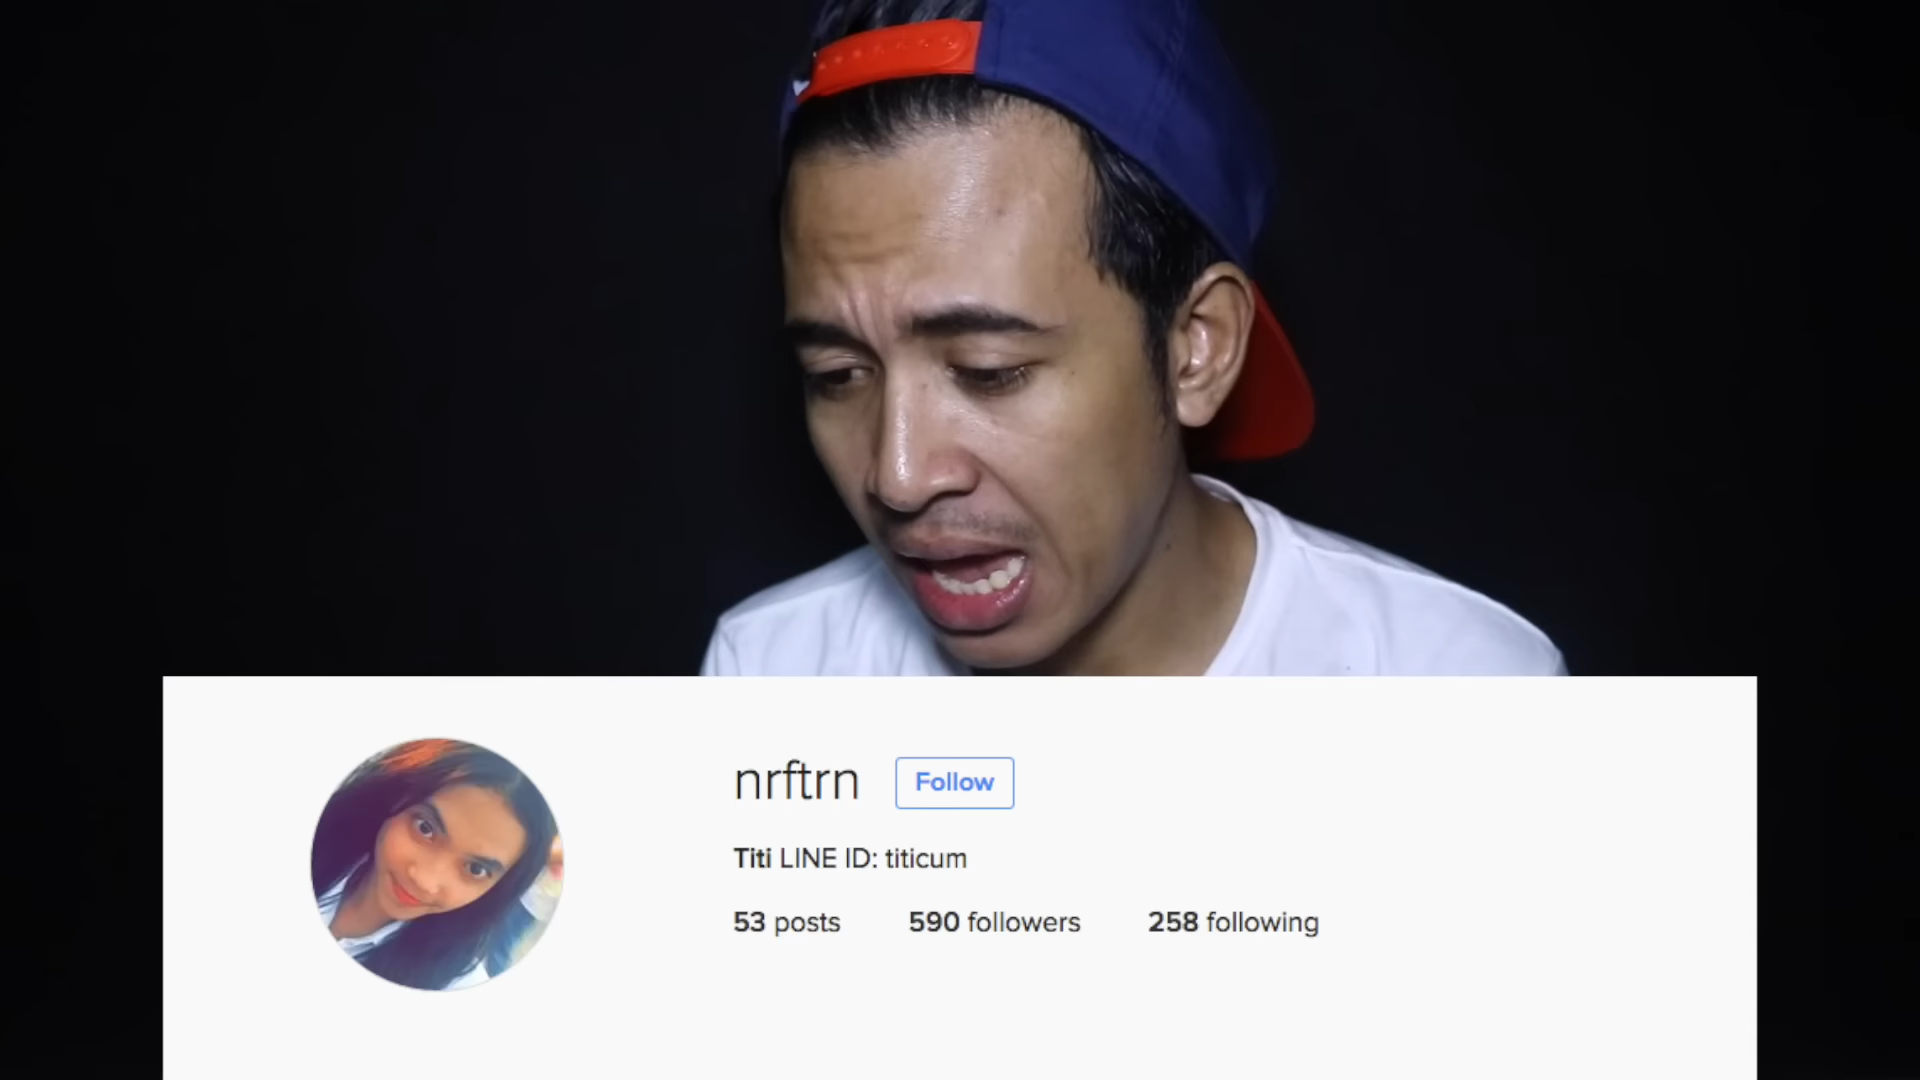 nrftrn Follow
Titi LINE ID: titicum
53 posts 590 followers 258 following